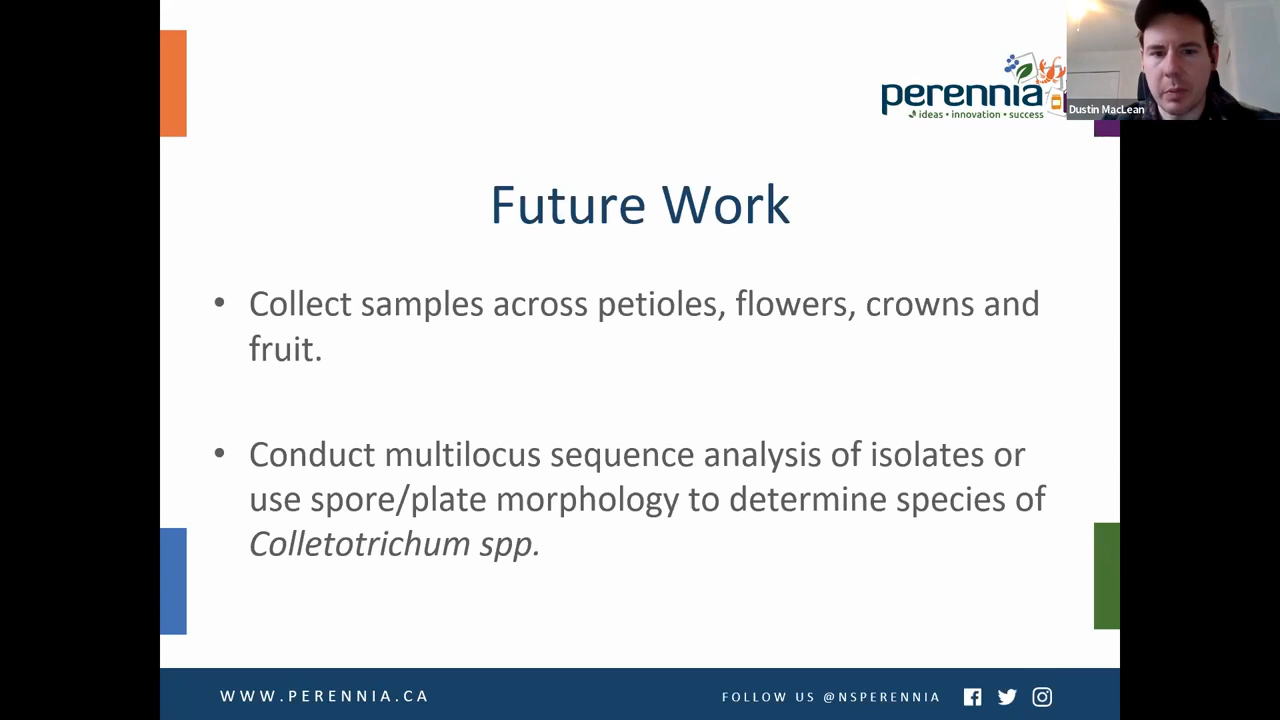 perennia
ideas • innovation • success
Dustin MacLean
Future Work
• Collect samples across petioles, flowers, crowns and
fruit.
• Conduct multilocus sequence analysis of isolates or
use spore/plate morphology to determine species of
Colletotrichum spp.
WWW.PERENNIA.CA
FOLLOW US @NSPERENNIA